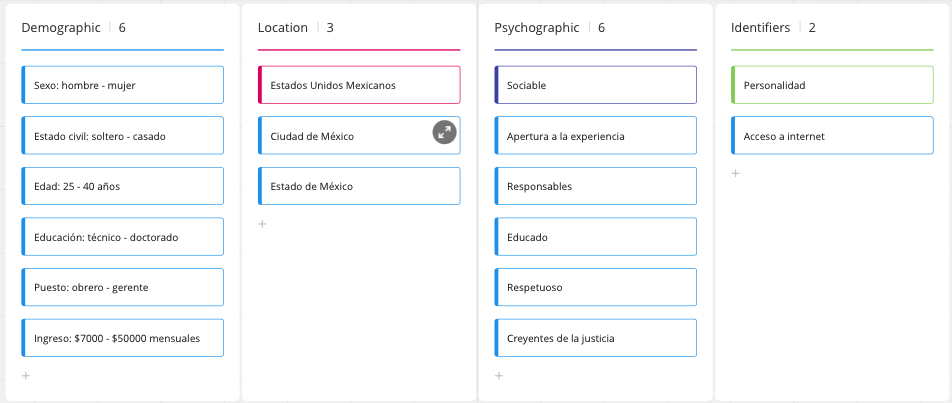 Demographic | 6
Sexo: hombre - mujer
Estado civil: soltero - casado
Edad: 25 - 40 años
Educación: técnico - doctorado
Puesto: obrero - gerente
Ingreso: $7000 - $50000 mensuales
+
Location | 3
Estados Unidos Mexicanos
Ciudad de México
Estado de México
+
Psychographic | 6
Sociable
Apertura a la experiencia
Responsables
Educado
Respetuoso
Creyentes de la justicia
+
Identifiers | 2
Personalidad
Acceso a internet
+